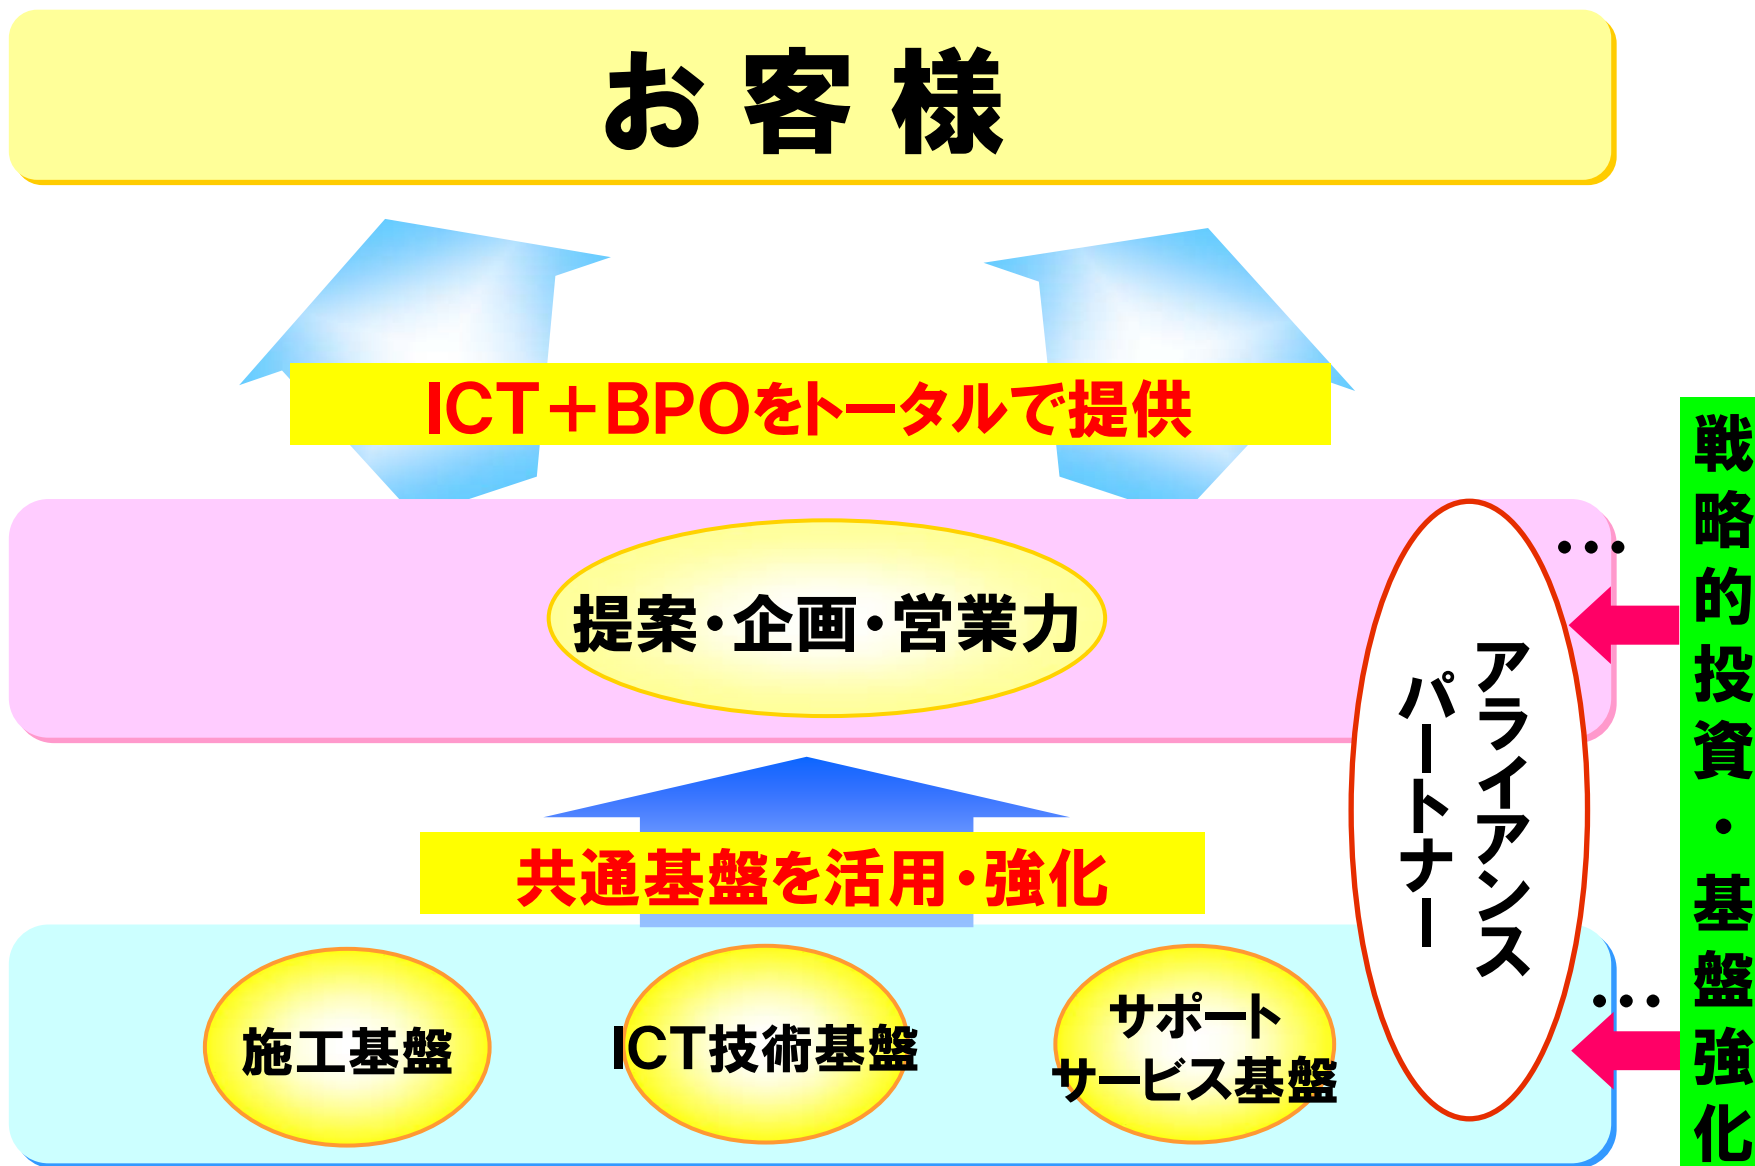 お客様
ICT＋BPOをトータルで提供
提案・企画・営業力
…
アライアンス
パートナー
共通基盤を活用・強化
施工基盤
ICT技術基盤
サポート
サービス基盤
…
戦略的投資・基盤強化